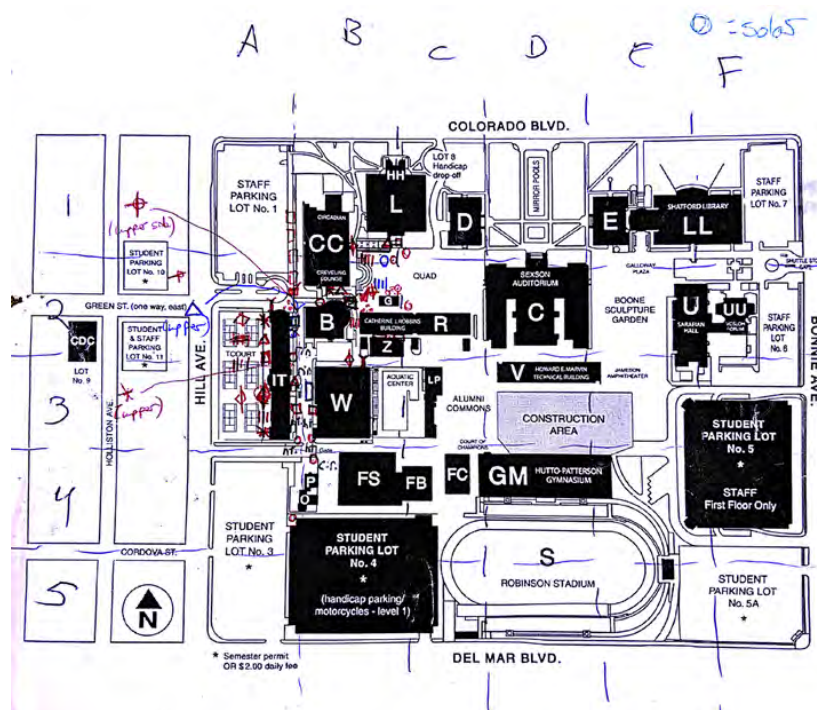 A B C D E F
= solar
COLORADO BLVD.
1
(upper solar)
STAFF
PARKING
LOT No. 1
LOT 8
Handicap
drop off
HH
L
MIRROR POOLS
D
E
SHATFORD LIBRARY
LL
STAFF
PARKING
LOT No. 7
CIRCADIAN
CC
CREVELING LOUNGE
QUAD
STUDENT
PARKING
LOT No. 10
*
GALLOWAY
PLAZA
SEXSON
AUDITORIUM
C
BOONE
SCULPTURE
GARDEN
2
GREEN ST. (one way, east)
(upper)
G
B
CATHERINE J. ROBBINS
BUILDING
R
Z
U
SARAFIAN
HALL
UU
STAFF
PARKING
LOT No. 6
BONNIE AVE.
CDC
LOT
No. 9
STUDENT
& STAFF
PARKING
LOT No. 11
*
HILL AVE.
T COURT
IT
3
(upper)
HOLLISTON AVE.
W
AQUATIC
CENTER
LP
V
HOWARD E. MARVIN
TECHNICAL BUILDING
JAMESON
AMPHITHEATER
ALUMNI
COMMONS
CONSTRUCTION
AREA
COURT OF
CHAMPIONS
STUDENT
PARKING LOT
No. 5
*
STAFF
First Floor Only
4
P
O
FS
FB
FC
GM
HUTTO-PATTERSON
GYMNASIUM
CORDOVA ST.
STUDENT
PARKING
LOT No. 3
*
STUDENT
PARKING LOT
No. 4
*
(handicap parking/
motorcycles - level 1)
S
ROBINSON STADIUM
STUDENT
PARKING LOT
No. 5A
*
5
N
* Semester permit
OR $2.00 daily fee
DEL MAR BLVD.